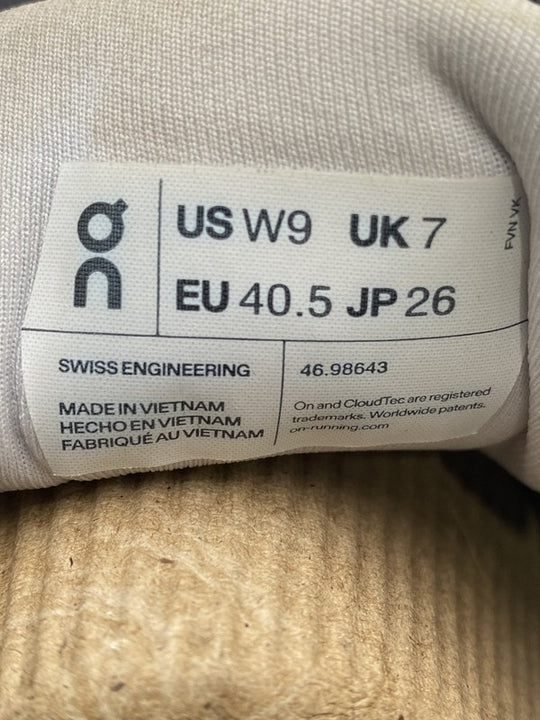 On
US W9 UK 7
EU 40.5 JP 26
FVN VK
SWISS ENGINEERING
46.98643
MADE IN VIETNAM
HECHO EN VIETNAM
FABRIQUÉ AU VIETNAM
On and CloudTec are registered
trademarks. Worldwide patents.
on-running.com